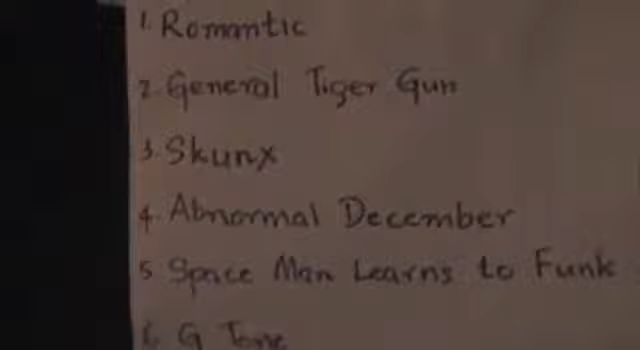 1. Romantic
2. General Tiger Gun
3. Skunx
4. Abnormal December
5 Space Man Learns to Funk
6. G Tone